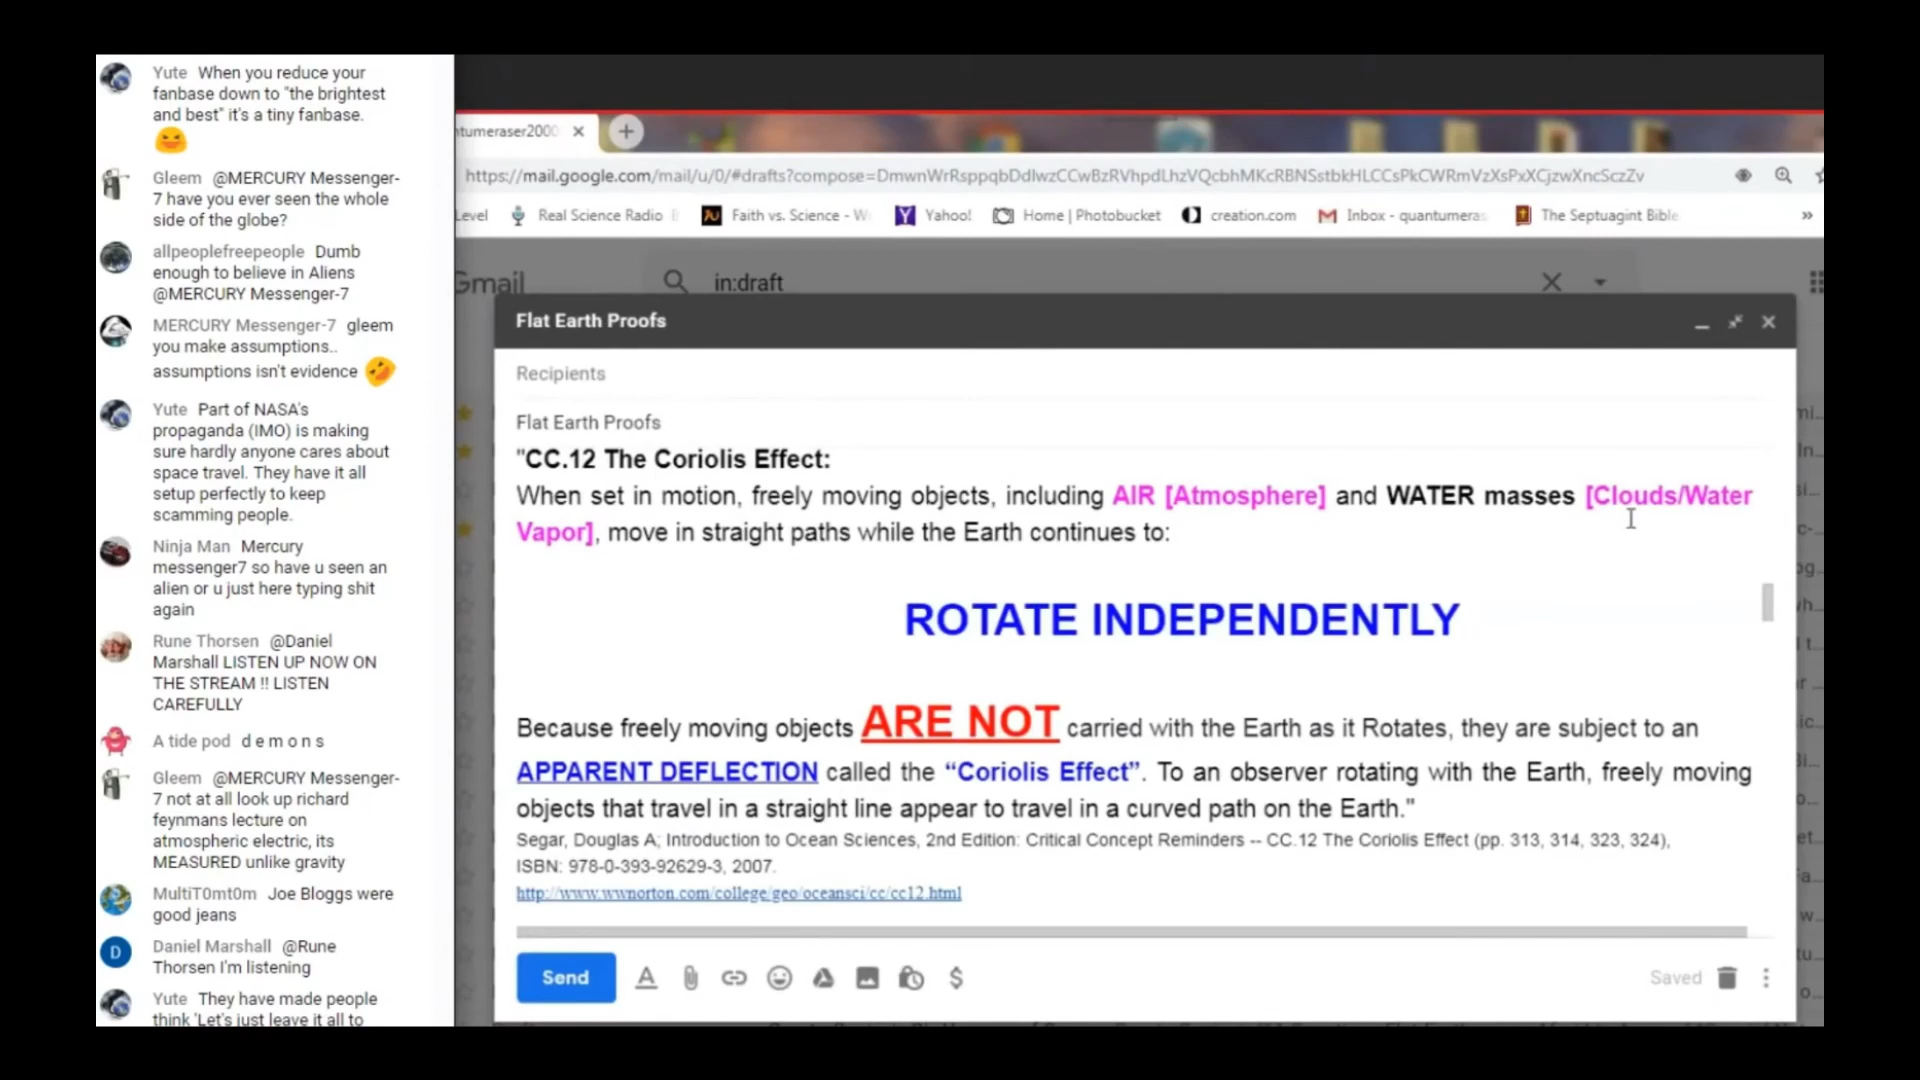 Yute When you reduce your
fanbase down to "the brightest
and best" it's a tiny fanbase.
Gleem @MERCURY Messenger-
7 have you ever seen the whole
side of the globe?
allpeoplefreepeople Dumb
enough to believe in Aliens
@MERCURY Messenger-7
MERCURY Messenger-7 gleem
you make assumptions..
assumptions isn't evidence
Yute Part of NASA's
propaganda (IMO) is making
sure hardly anyone cares about
space travel. They have it all
setup perfectly to keep
scamming people.
Ninja Man Mercury
messenger7 so have u seen an
alien or u just here typing shit
again
Rune Thorsen @Daniel
Marshall LISTEN UP NOW ON
THE STREAM !! LISTEN
CAREFULLY
A tide pod d e m o n s
Gleem @MERCURY Messenger-
7 not at all look up richard
feynmans lecture on
atmospheric electric, its
MEASURED unlike gravity
MultiT0mt0m Joe Bloggs were
good jeans
D
Daniel Marshall @Rune
Thorsen I'm listening
Yute They have made people
think 'Let's just leave it all to
ntumeraser2000
https://mail.google.com/mail/u/0/#drafts?compose=
Level Real Science Radio Faith vs. Science - W Yahoo! Home | Photobucket creation.com Inbox - quantumeras The Septuagint Bible »
Gmail in:draft
Flat Earth Proofs
Recipients
Flat Earth Proofs
"CC.12 The Coriolis Effect:
When set in motion, freely moving objects, including AIR [Atmosphere] and WATER masses [Clouds/Water
Vapor], move in straight paths while the Earth continues to:
ROTATE INDEPENDENTLY
Because freely moving objects ARE NOT carried with the Earth as it Rotates, they are subject to an
APPARENT DEFLECTION called the “Coriolis Effect”. To an observer rotating with the Earth, freely moving
objects that travel in a straight line appear to travel in a curved path on the Earth."
Segar, Douglas A; Introduction to Ocean Sciences, 2nd Edition: Critical Concept Reminders -- CC.12 The Coriolis Effect (pp. 313, 314, 323, 324),
ISBN: 978-0-393-92629-3, 2007.
http://www.wwnorton.com/college/geo/oceansci/cc/cc12.html
Send
Saved